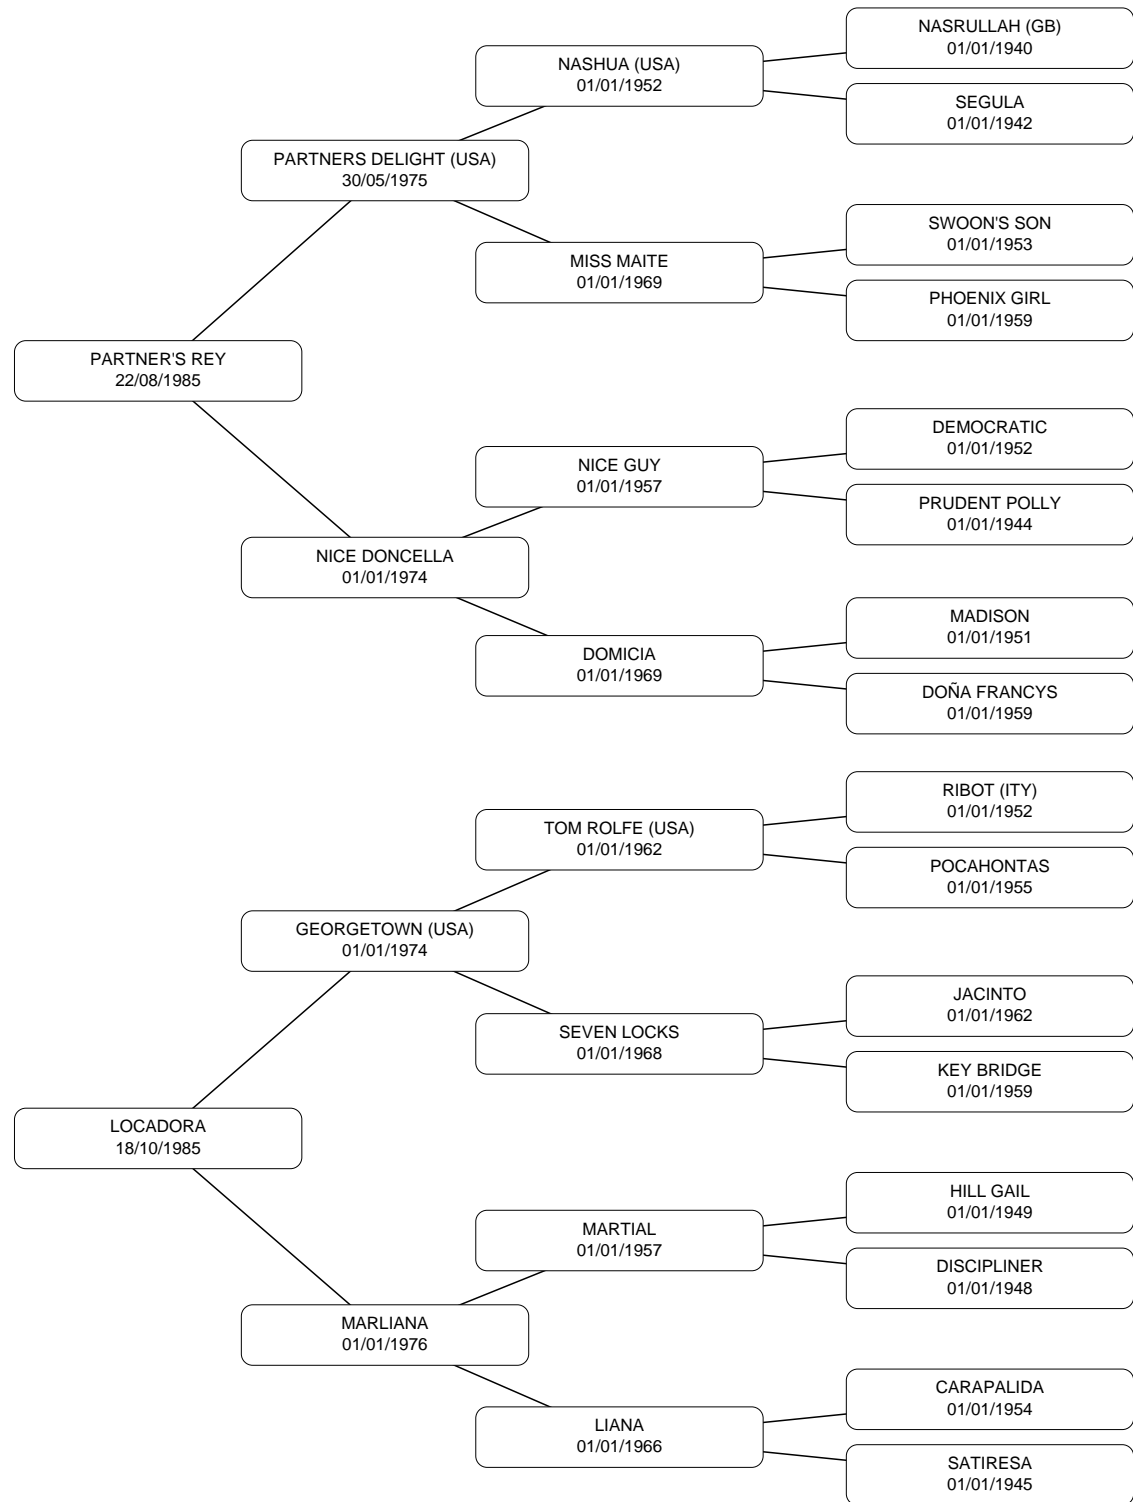 NASRULLAH (GB)
01/01/1940
NASHUA (USA)
01/01/1952
SEGULA
01/01/1942
PARTNERS DELIGHT (USA)
30/05/1975
SWOON'S SON
01/01/1953
MISS MAITE
01/01/1969
PHOENIX GIRL
01/01/1959
PARTNER'S REY
22/08/1985
DEMOCRATIC
01/01/1952
NICE GUY
01/01/1957
PRUDENT POLLY
01/01/1944
NICE DONCELLA
01/01/1974
MADISON
01/01/1951
DOMICIA
01/01/1969
DOÑA FRANCYS
01/01/1959
RIBOT (ITY)
01/01/1952
TOM ROLFE (USA)
01/01/1962
POCAHONTAS
01/01/1955
GEORGETOWN (USA)
01/01/1974
JACINTO
01/01/1962
SEVEN LOCKS
01/01/1968
KEY BRIDGE
01/01/1959
LOCADORA
18/10/1985
HILL GAIL
01/01/1949
MARTIAL
01/01/1957
DISCIPLINER
01/01/1948
MARLIANA
01/01/1976
CARAPALIDA
01/01/1954
LIANA
01/01/1966
SATIRESA
01/01/1945